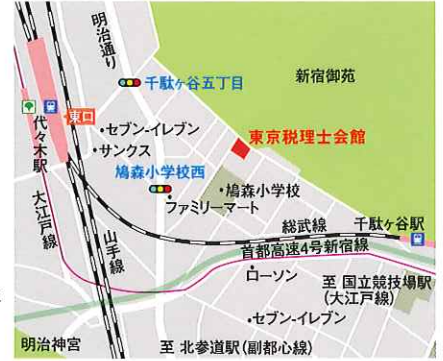 明治通り
千駄ヶ谷五丁目
新宿御苑
東口
代々木駅
セブン-イレブン
サンクス
東京税理士会館
鳩森小学校西
鳩森小学校
ファミリーマート
大江戸線
山手線
総武線
千駄ヶ谷駅
首都高速4号新宿線
ローソン
至 国立競技場駅
(大江戸線)
セブン-イレブン
明治神宮
至 北参道駅(副都心線)